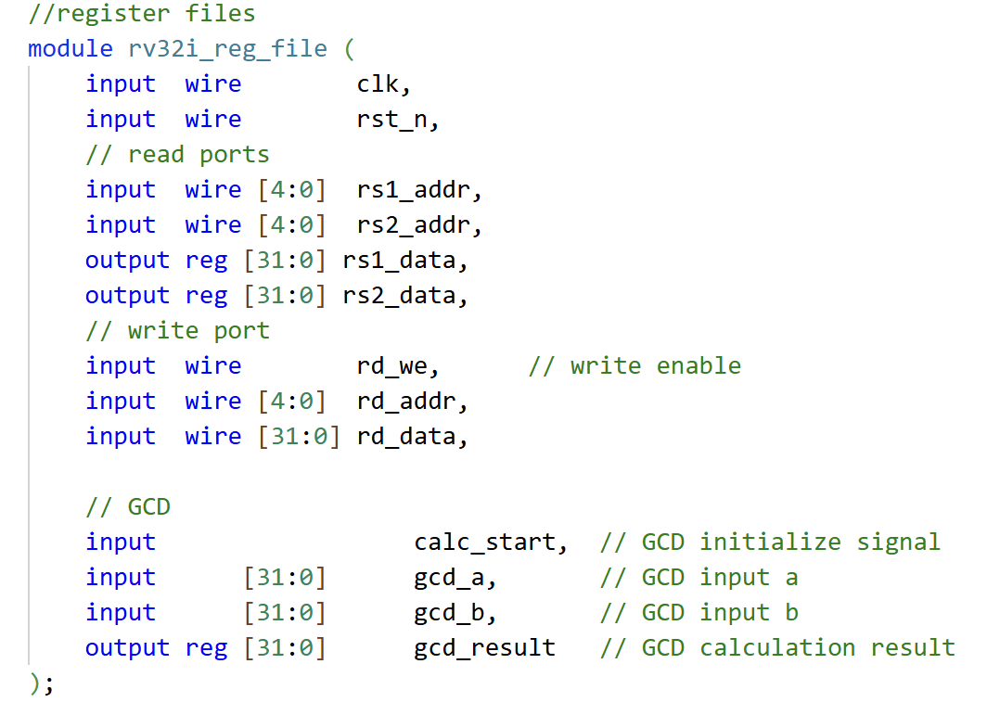 //register files
module rv32i_reg_file (
    input  wire        clk,
    input  wire        rst_n,
    // read ports
    input  wire [4:0]  rs1_addr,
    input  wire [4:0]  rs2_addr,
    output reg [31:0] rs1_data,
    output reg [31:0] rs2_data,
    // write port
    input  wire        rd_we,      // write enable
    input  wire [4:0]  rd_addr,
    input  wire [31:0] rd_data,

    // GCD
    input                  calc_start,  // GCD initialize signal
    input      [31:0]      gcd_a,       // GCD input a
    input      [31:0]      gcd_b,       // GCD input b
    output reg [31:0]      gcd_result   // GCD calculation result
);